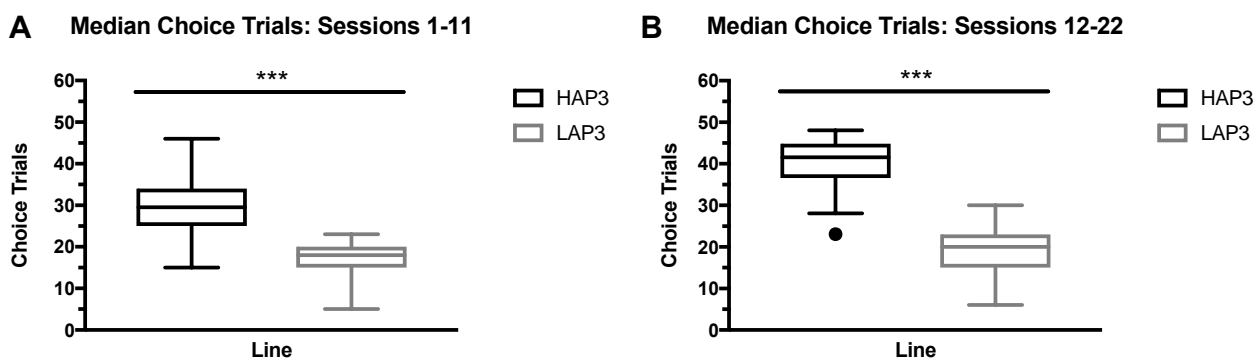 A Median Choice Trials: Sessions 1-11
***
60
50
40
30
20
10
0
Choice Trials
Line
HAP3
LAP3
B Median Choice Trials: Sessions 12-22
***
60
50
40
30
20
10
0
Choice Trials
Line
HAP3
LAP3